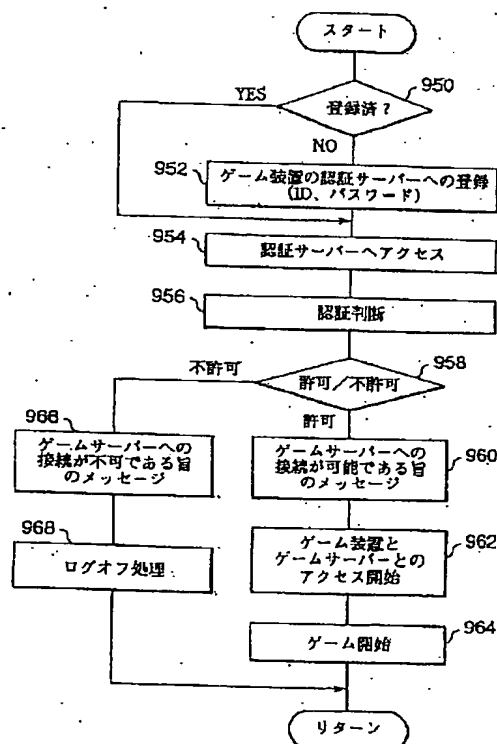 スタート
950
YES
登録済?
NO
952
ゲーム装置の認証サーバーへの登録
(ID、パスワード)
954
認証サーバーへアクセス
956
認証判断
958
不許可
許可/不許可
許可
966
ゲームサーバーへの
接続が不可である旨
のメッセージ
ゲームサーバーへの
接続が可能である旨
のメッセージ
960
968
ログオフ処理
ゲーム装置と
ゲームサーバーとの
アクセス開始
962
964
ゲーム開始
リターン